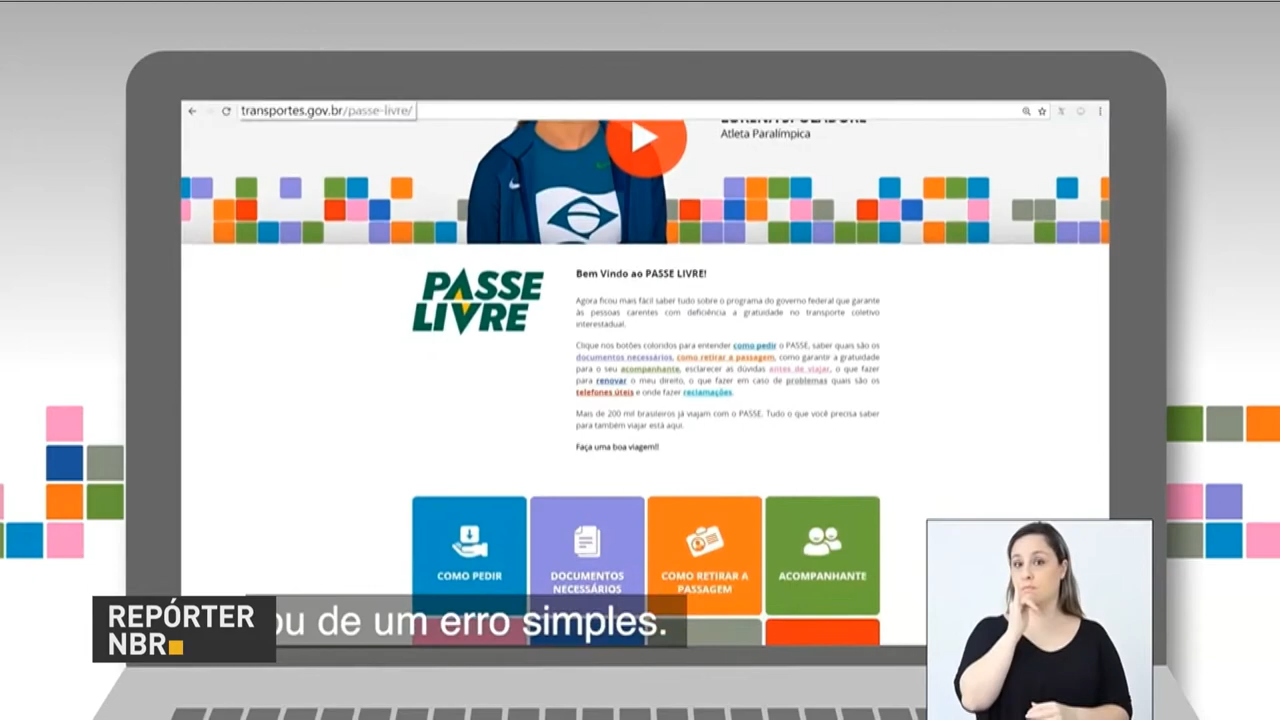 transportes.gov.br/passe-livre/
Atleta Paralímpica
PASSE
LIVRE
Bem Vindo ao PASSE LIVRE!
Agora ficou mais fácil saber tudo sobre o programa do governo federal que garante
às pessoas carentes com deficiência a gratuidade no transporte coletivo
interestadual.
Clique nos botões coloridos para entender como pedir o PASSE, saber quais são os
documentos necessários, como retirar a passagem, como garantir a gratuidade
para o seu acompanhante, esclarecer as dúvidas antes de viajar, o que fazer
para renovar o meu direito, o que fazer em caso de problemas quais são os
telefones úteis e onde fazer reclamações.
Mais de 200 mil brasileiros já viajam com o PASSE. Tudo o que você precisa saber
para também viajar está aqui.
Faça uma boa viagem!!
COMO PEDIR
DOCUMENTOS
NECESSÁRIOS
COMO RETIRAR A
PASSAGEM
ACOMPANHANTE
REPÓRTER
NBR
ou de um erro simples.